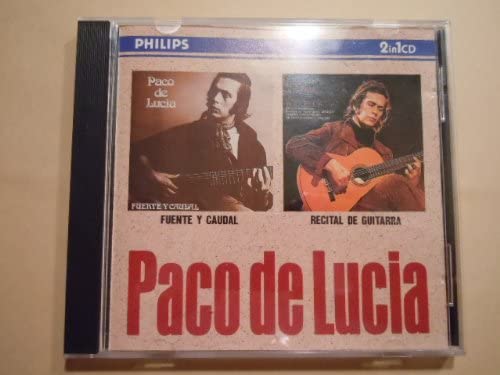 PHILIPS
2in1CD
Paco
de
Lucia
FUENTE Y CAUDAL
FUENTE Y CAUDAL
RECITAL DE GUITARRA
Paco de Lucia